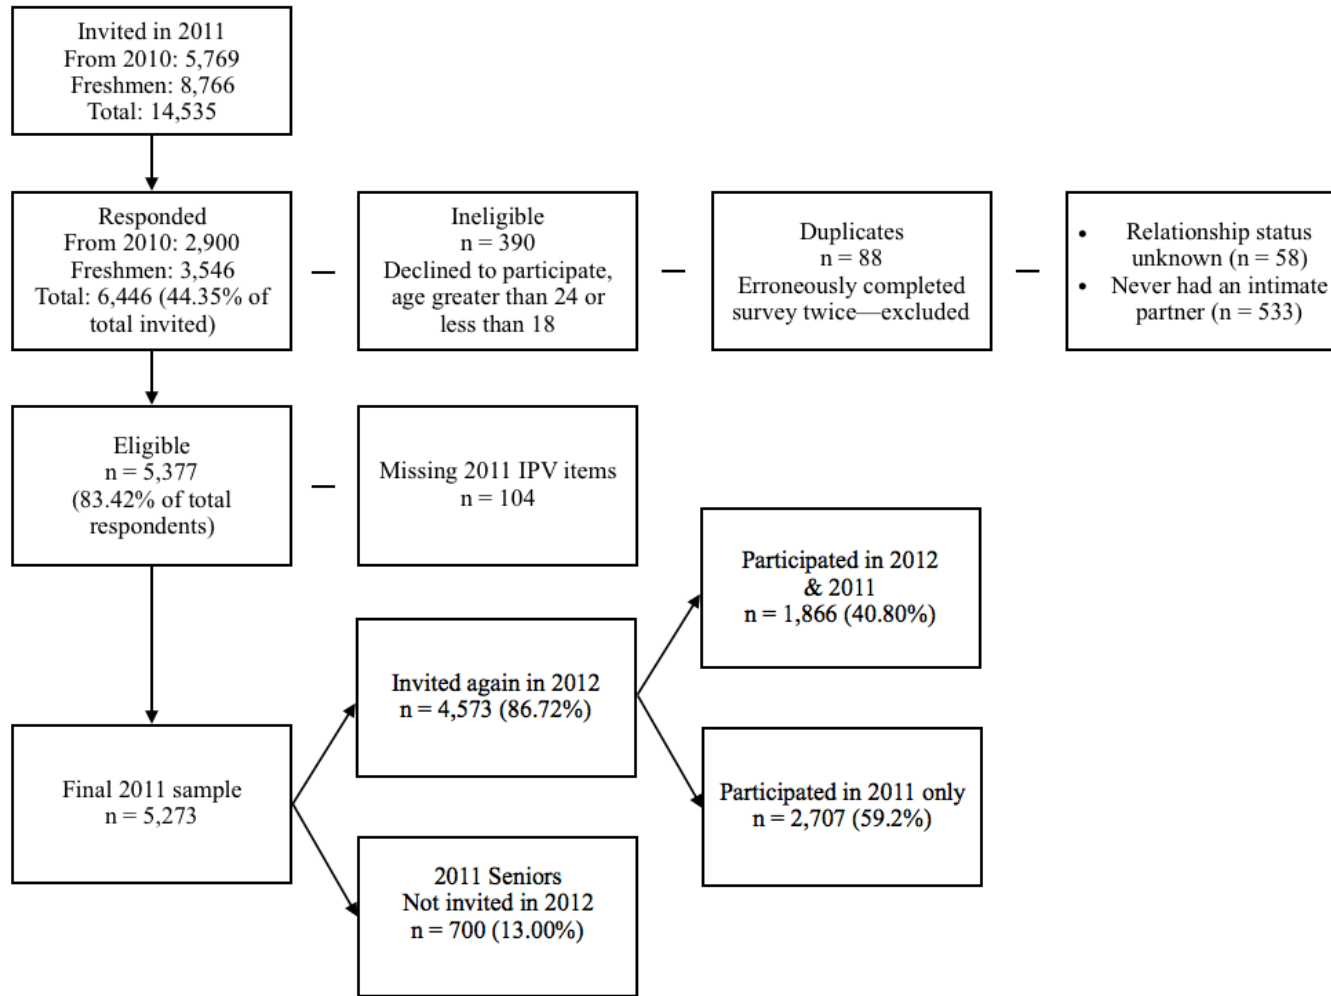 Invited in 2011
From 2010: 5,769
Freshmen: 8,766
Total: 14,535
Responded
From 2010: 2,900
Freshmen: 3,546
Total: 6,446 (44.35% of
total invited)
—
Ineligible
n = 390
Declined to participate,
age greater than 24 or
less than 18
—
Duplicates
n = 88
Erroneously completed
survey twice—excluded
—
• Relationship status
unknown (n = 58)
• Never had an intimate
partner (n = 533)
Eligible
n = 5,377
(83.42% of total
respondents)
—
Missing 2011 IPV items
n = 104
Final 2011 sample
n = 5,273
Invited again in 2012
n = 4,573 (86.72%)
2011 Seniors
Not invited in 2012
n = 700 (13.00%)
Participated in 2012
& 2011
n = 1,866 (40.80%)
Participated in 2011 only
n = 2,707 (59.2%)